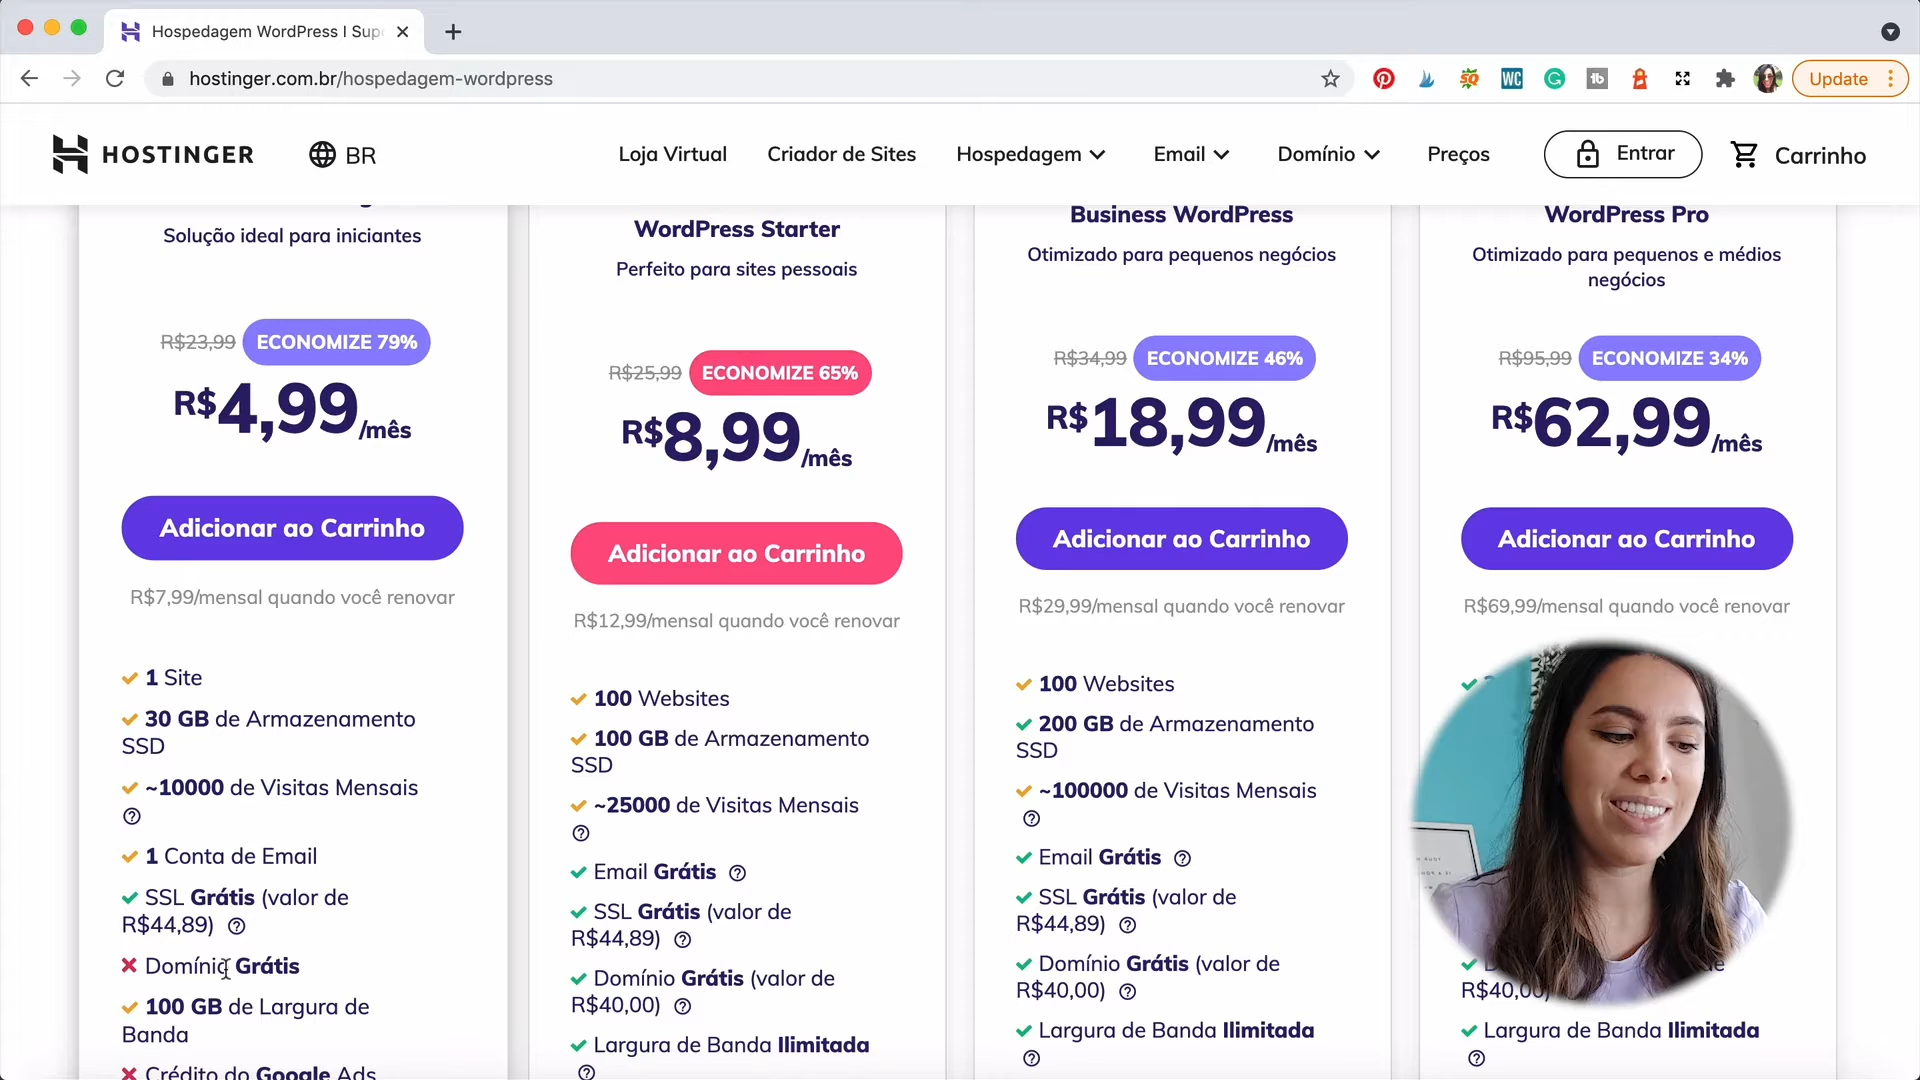 Hospedagem WordPress I Sup
hostinger.com.br/hospedagem-wordpress
SQ
WC
G
tb
Update
HOSTINGER
BR
Loja Virtual
Criador de Sites
Hospedagem
Email
Domínio
Preços
Entrar
Carrinho
Solução ideal para iniciantes
R$23,99 ECONOMIZE 79%
R$4,99/mês
Adicionar ao Carrinho
R$7,99/mensal quando você renovar
1 Site
30 GB de Armazenamento
SSD
~10000 de Visitas Mensais
1 Conta de Email
SSL Grátis (valor de
R$44,89)
Domínio Grátis
100 GB de Largura de
Banda
Crédito do Google Ads
WordPress Starter
Perfeito para sites pessoais
R$25,99 ECONOMIZE 65%
R$8,99/mês
Adicionar ao Carrinho
R$12,99/mensal quando você renovar
100 Websites
100 GB de Armazenamento
SSD
~25000 de Visitas Mensais
Email Grátis
SSL Grátis (valor de
R$44,89)
Domínio Grátis (valor de
R$40,00)
Largura de Banda Ilimitada
Business WordPress
Otimizado para pequenos negócios
R$34,99 ECONOMIZE 46%
R$18,99/mês
Adicionar ao Carrinho
R$29,99/mensal quando você renovar
100 Websites
200 GB de Armazenamento
SSD
~100000 de Visitas Mensais
Email Grátis
SSL Grátis (valor de
R$44,89)
Domínio Grátis (valor de
R$40,00)
Largura de Banda Ilimitada
WordPress Pro
Otimizado para pequenos e médios
negócios
R$95,99 ECONOMIZE 34%
R$62,99/mês
Adicionar ao Carrinho
R$69,99/mensal quando você renovar
R$40,00)
Largura de Banda Ilimitada